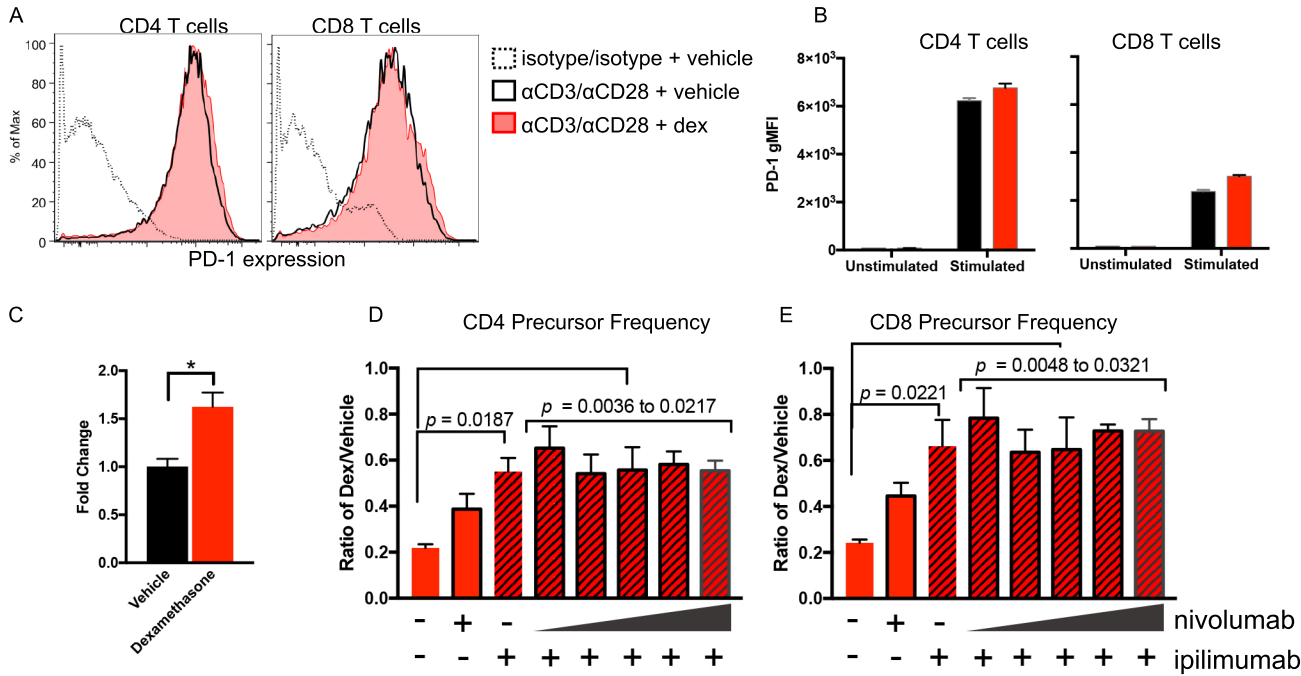 A
CD4 T cells
CD8 T cells
100
80
60
40
20
0
% of Max
PD-1 expression
isotype/isotype + vehicle
αCD3/αCD28 + vehicle
αCD3/αCD28 + dex
B
CD4 T cells
CD8 T cells
8×10³
6×10³
4×10³
2×10³
0
PD-1 gMFI
Unstimulated
Stimulated
Unstimulated
Stimulated
C
2.0
1.5
1.0
0.5
0.0
Fold Change
*
Vehicle
Dexamethasone
D
CD4 Precursor Frequency
1.0
0.8
0.6
0.4
0.2
0.0
Ratio of Dex/Vehicle
p = 0.0187
p = 0.0036 to 0.0217
- + -
- - + + + + + +
E
CD8 Precursor Frequency
1.0
0.8
0.6
0.4
0.2
0.0
Ratio of Dex/Vehicle
p = 0.0221
p = 0.0048 to 0.0321
- + - nivolumab
- - + + + + + + ipilimumab